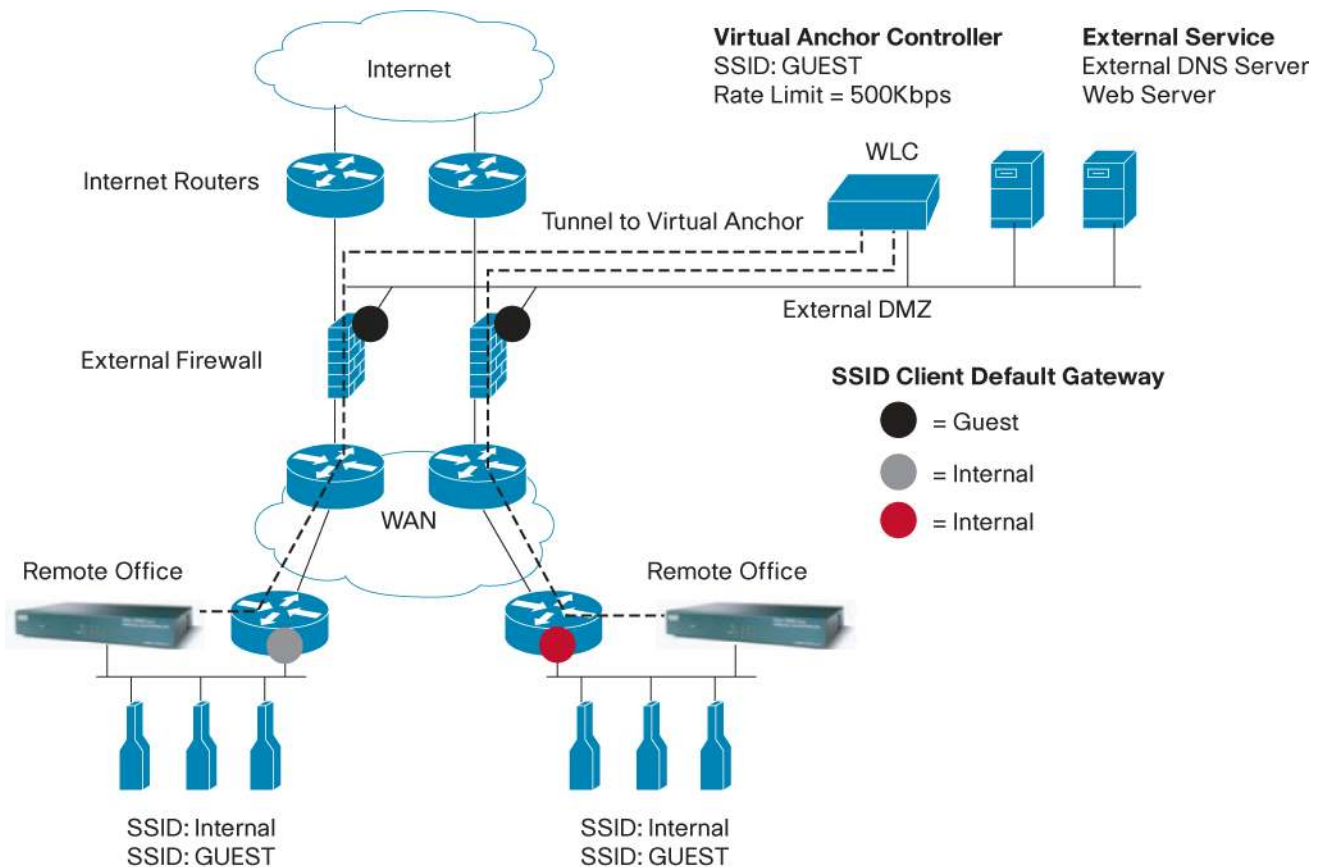 Virtual Anchor Controller
SSID: GUEST
Rate Limit = 500Kbps
External Service
External DNS Server
Web Server
Internet
WLC
Internet Routers
Tunnel to Virtual Anchor
External DMZ
External Firewall
SSID Client Default Gateway
= Guest
= Internal
= Internal
WAN
Remote Office
Remote Office
SSID: Internal
SSID: GUEST
SSID: Internal
SSID: GUEST